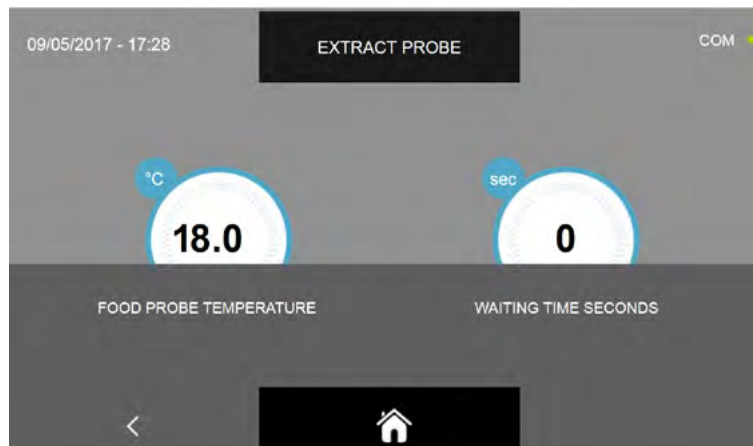 09/05/2017 - 17:28
EXTRACT PROBE
COM
°C
sec
18.0
0
FOOD PROBE TEMPERATURE
WAITING TIME SECONDS